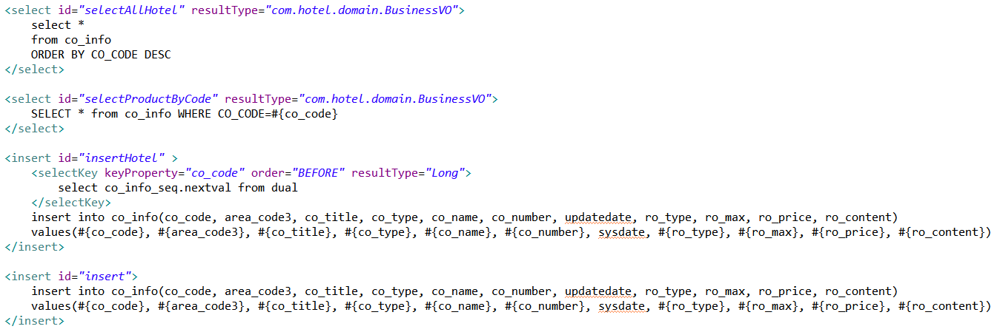 <select id="selectAllHotel" resultType="com.hotel.domain.BusinessVO">
select *
from co_info
ORDER BY CO_CODE DESC
</select>
<select id="selectProductByCode" resultType="com.hotel.domain.BusinessVO">
SELECT * from co_info WHERE CO_CODE=#{co_code}
</select>
<insert id="insertHotel" >
<selectKey keyProperty="co_code" order="BEFORE" resultType="Long">
select co_info_seq.nextval from dual
</selectKey>
insert into co_info(co_code, area_code3, co_title, co_type, co_name, co_number, updatedate, ro_type, ro_max, ro_price, ro_content)
values(#{co_code}, #{area_code3}, #{co_title}, #{co_type}, #{co_name}, #{co_number}, sysdate, #{ro_type}, #{ro_max}, #{ro_price}, #{ro_content})
</insert>
<insert id="insert">
insert into co_info(co_code, area_code3, co_title, co_type, co_name, co_number, updatedate, ro_type, ro_max, ro_price, ro_content)
values(#{co_code}, #{area_code3}, #{co_title}, #{co_type}, #{co_name}, #{co_number}, sysdate, #{ro_type}, #{ro_max}, #{ro_price}, #{ro_content})
</insert>